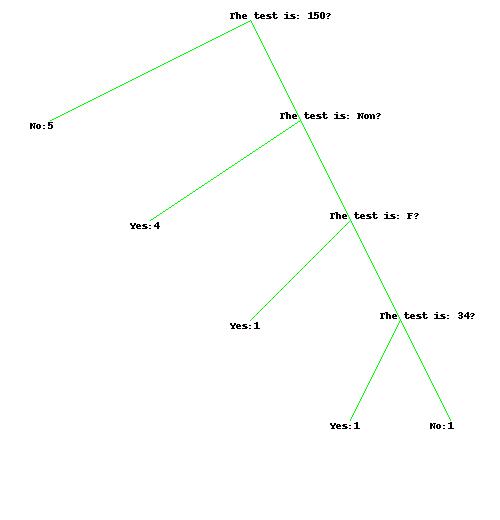 The test is: 150?
No:5
The test is: Non?
Yes:4
The test is: F?
Yes:1
The test is: 34?
Yes:1
No:1